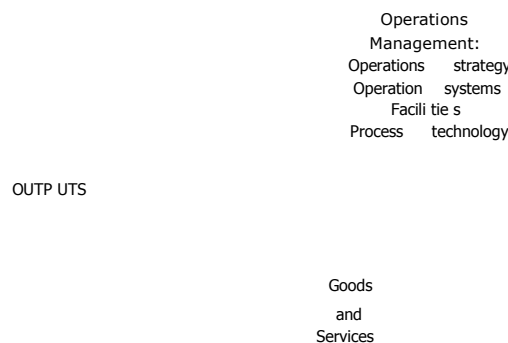 Operations
Management:
Operations strategy
Operation systems
Facili tie s
Process technology
OUTP UTS
Goods
and
Services